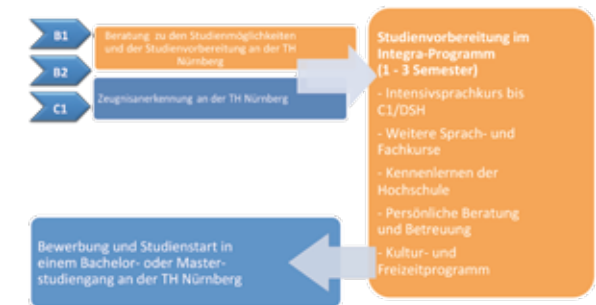 B1
B2
C1
Beratung zu den Studienmöglichkeiten
und der Studienvorbereitung an der TH
Nürnberg
Zeugnisanerkennung an der TH Nürnberg
Studienvorbereitung im
Integra-Programm
(1 - 3 Semester)
- Intensivsprachkurs bis
C1/DSH
- Weitere Sprach- und
Fachkurse
- Kennenlernen der
Hochschule
- Persönliche Beratung
und Betreuung
- Kultur- und
Freizeitprogramm
Bewerbung und Studienstart in
einem Bachelor- oder Master-
studiengang an der TH Nürnberg